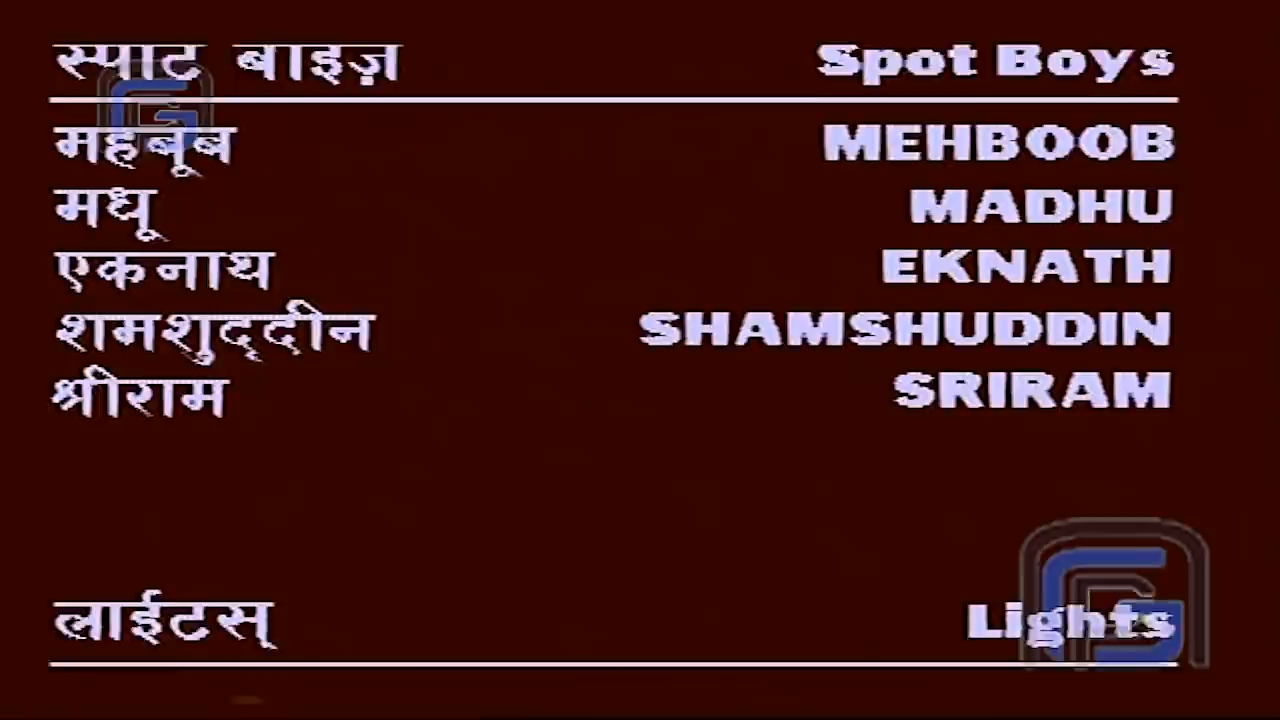 स्पाट बाइज़ Spot Boys
महबूब MEHBOOB
मधू MADHU
एकनाथ EKNATH
शमशुद्दीन SHAMSHUDDIN
श्रीराम SRIRAM
लाईटस् Lights